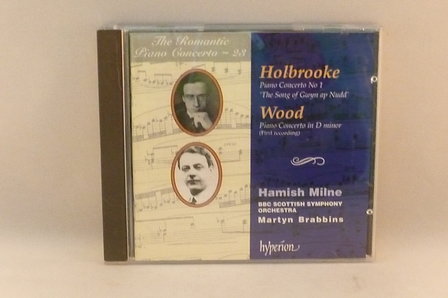 The Romantic
Piano Concerto ~ 23
Holbrooke
Piano Concerto No 1
'The Song of Gwyn ap Nudd'
Wood
Piano Concerto in D minor
(First recording)
Hamish Milne
BBC SCOTTISH SYMPHONY
ORCHESTRA
Martyn Brabbins
hyperion